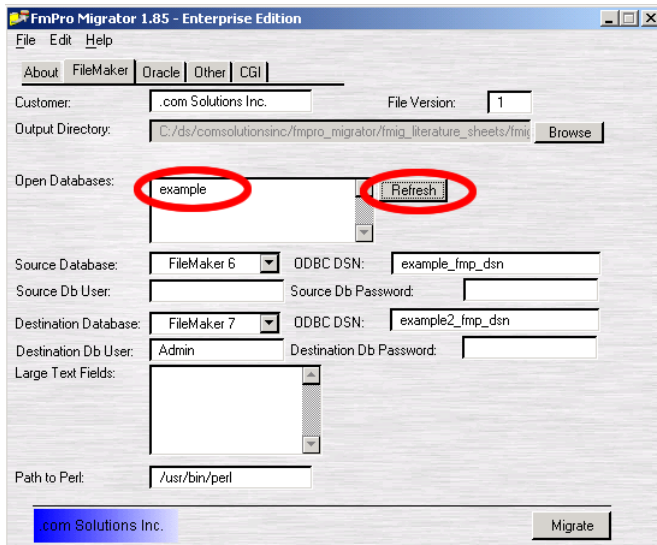 FmPro Migrator 1.85 - Enterprise Edition
File Edit Help
About FileMaker Oracle Other CGI
Customer: .com Solutions Inc. File Version: 1
Output Directory: C:/ds/comsolutionsinc/fmpro_migrator/fmig_literature_sheets/fmig Browse
Open Databases: example Refresh
Source Database: FileMaker 6 ODBC DSN: example_fmp_dsn
Source Db User: Source Db Password:
Destination Database: FileMaker 7 ODBC DSN: example2_fmp_dsn
Destination Db User: Admin Destination Db Password:
Large Text Fields:
Path to Perl: /usr/bin/perl
.com Solutions Inc. Migrate